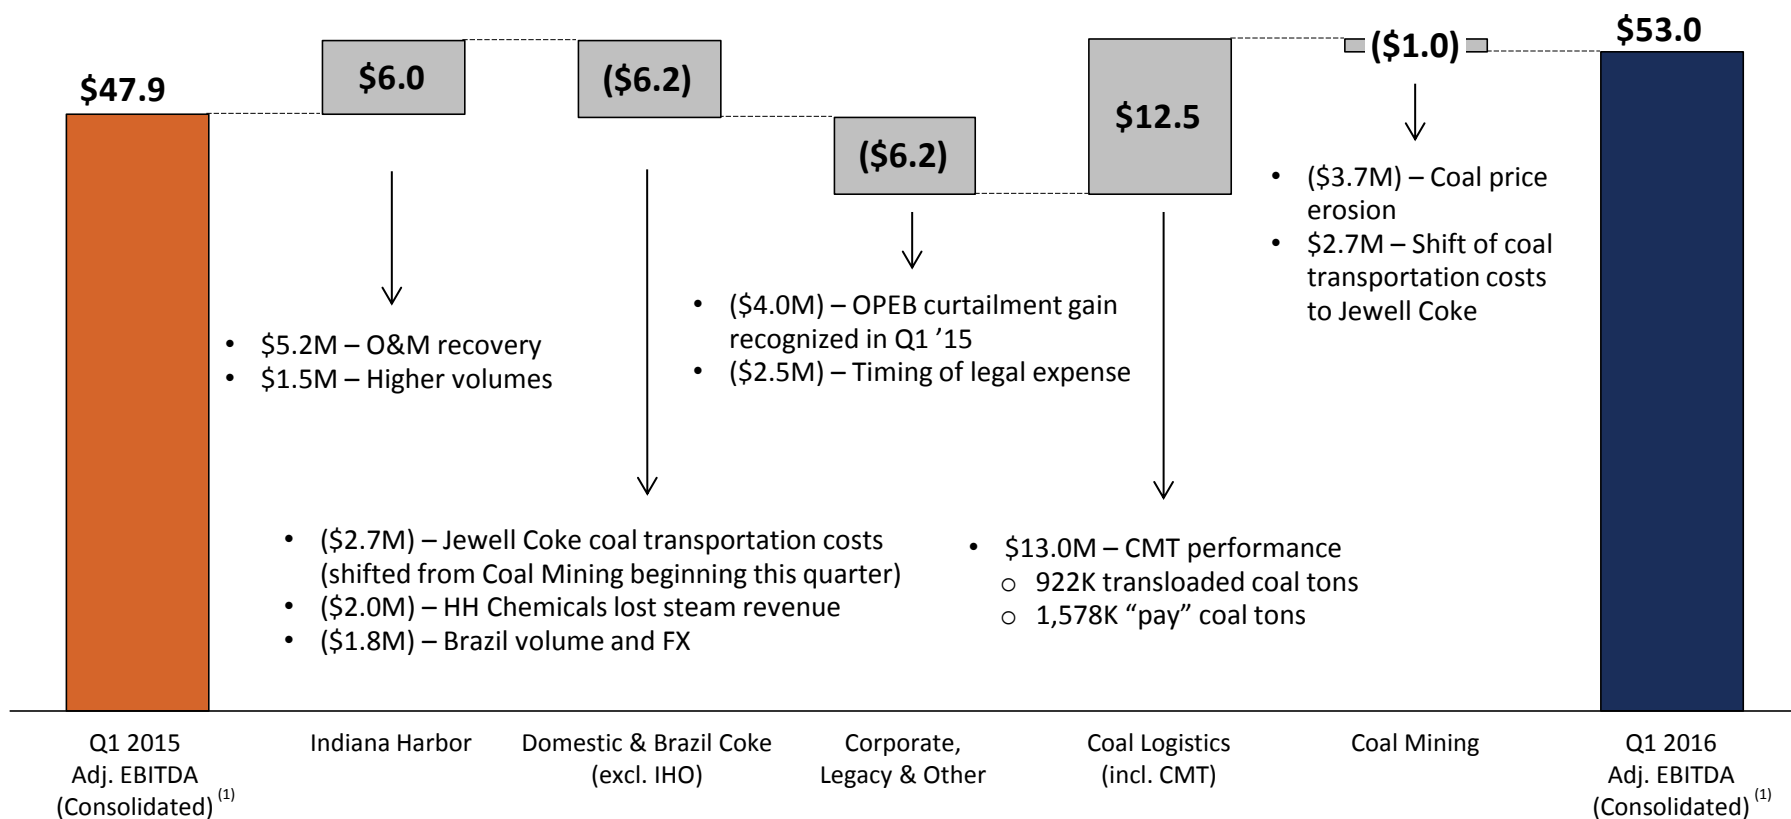 $47.9
$6.0
($6.2)
($6.2)
$12.5
($1.0)
$53.0
• $5.2M – O&M recovery
• $1.5M – Higher volumes
• ($2.7M) – Jewell Coke coal transportation costs
(shifted from Coal Mining beginning this quarter)
• ($2.0M) – HH Chemicals lost steam revenue
• ($1.8M) – Brazil volume and FX
• ($4.0M) – OPEB curtailment gain
recognized in Q1 ’15
• ($2.5M) – Timing of legal expense
• $13.0M – CMT performance
o 922K transloaded coal tons
o 1,578K “pay” coal tons
• ($3.7M) – Coal price
erosion
• $2.7M – Shift of coal
transportation costs
to Jewell Coke
Q1 2015
Adj. EBITDA
(Consolidated) (1)
Indiana Harbor
Domestic & Brazil Coke
(excl. IHO)
Corporate,
Legacy & Other
Coal Logistics
(incl. CMT)
Coal Mining
Q1 2016
Adj. EBITDA
(Consolidated) (1)